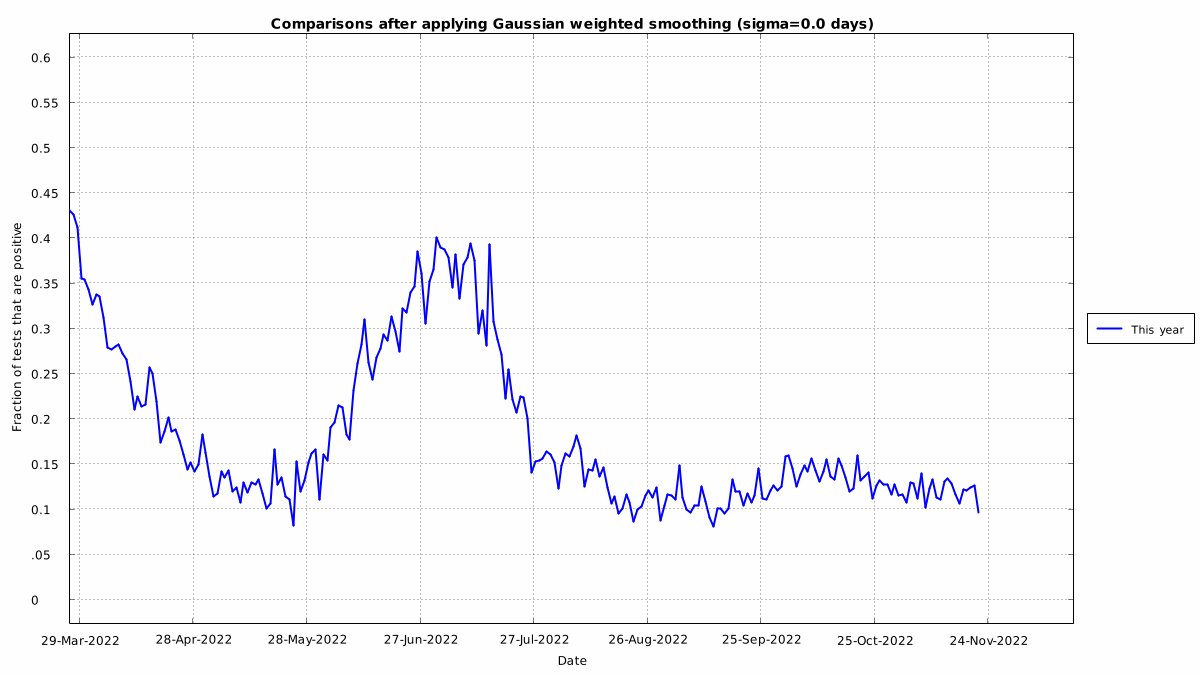 Comparisons after applying Gaussian weighted smoothing (sigma=0.0 days)
0.6
0.55
0.5
0.45
0.4
0.35
0.3
0.25
0.2
0.15
0.1
.05
0
Fraction of tests that are positive
29-Mar-2022 28-Apr-2022 28-May-2022 27-Jun-2022 27-Jul-2022 26-Aug-2022 25-Sep-2022 25-Oct-2022 24-Nov-2022
Date
This year